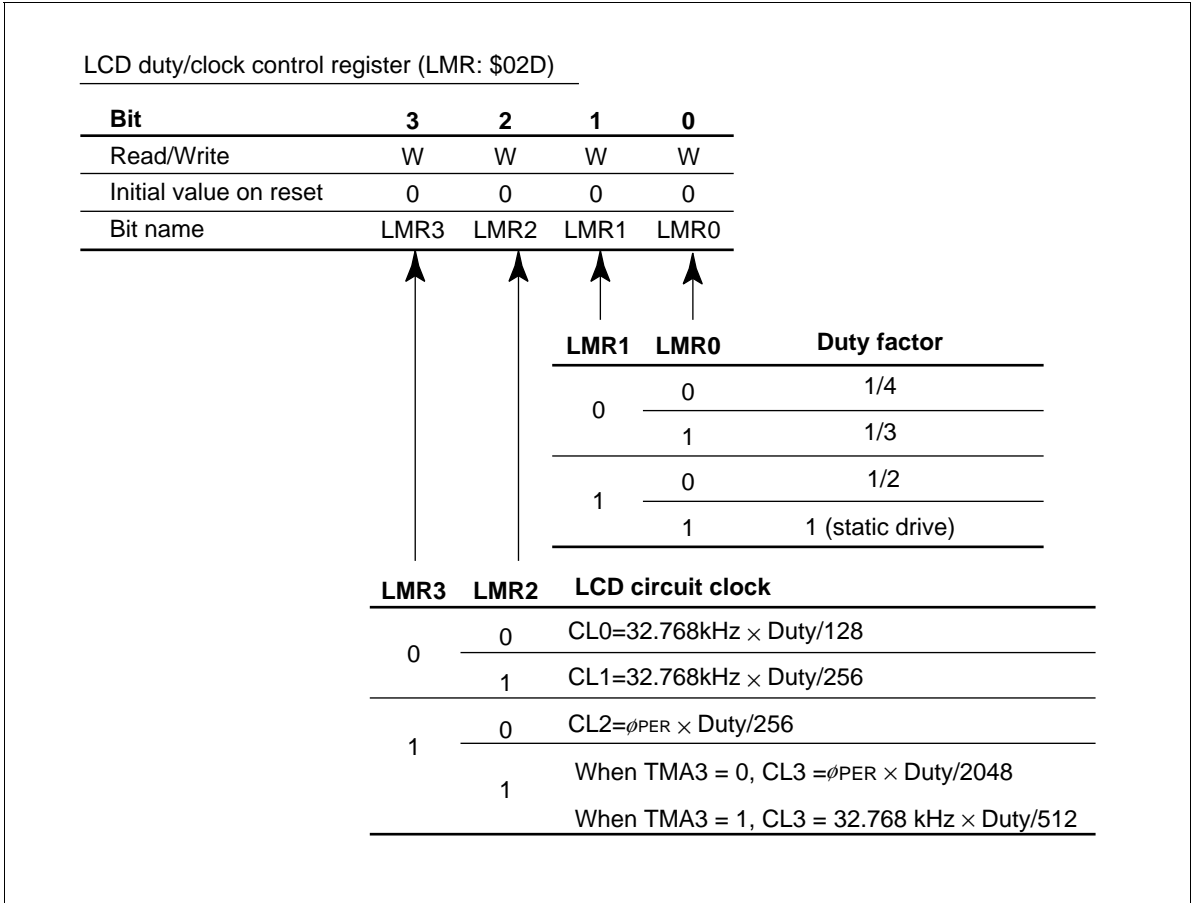 LCD duty/clock control register (LMR: $02D)
Bit 3 2 1 0
Read/Write W W W W
Initial value on reset 0 0 0 0
Bit name LMR3 LMR2 LMR1 LMR0
LMR1 LMR0 Duty factor
0 0 1/4
1 1/3
1 0 1/2
1 1 (static drive)
LMR3 LMR2 LCD circuit clock
0 0 CL0=32.768kHz × Duty/128
1 CL1=32.768kHz × Duty/256
1 0 CL2=øPER × Duty/256
1 When TMA3 = 0, CL3 =øPER × Duty/2048
When TMA3 = 1, CL3 = 32.768 kHz × Duty/512